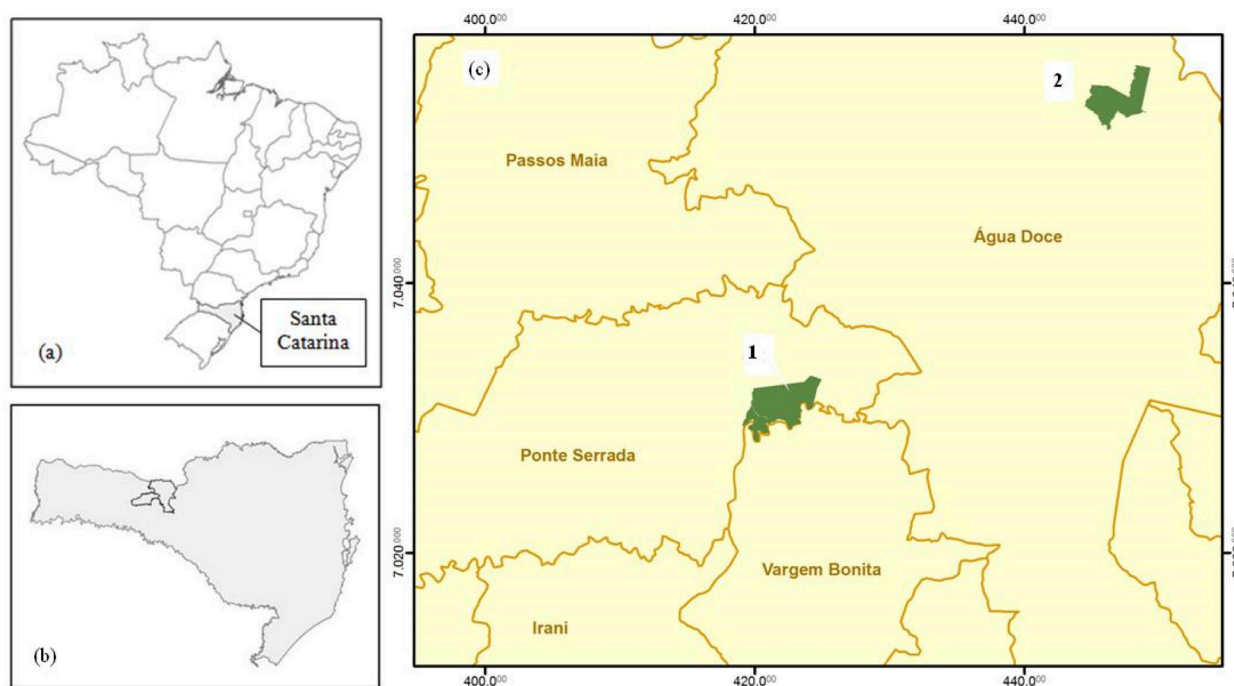 Santa
Catarina
(a)
(b)
400.000
420.000
440.000
(c)
2
Passos Maia
Água Doce
7.040.000
1
Ponte Serrada
7.020.000
Vargem Bonita
Irani
400.000
420.000
440.000